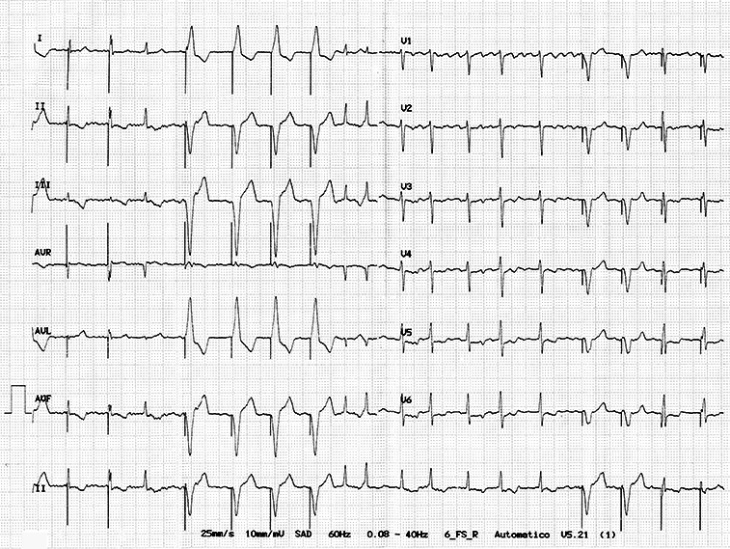 I
V1
II
V2
III
V3
AVR
V4
AVL
V5
AVF
V6
II
25mm/s 10mm/mV SAD 60Hz 0.08 - 40Hz 6_FS_R Automatico V5.21 (1)